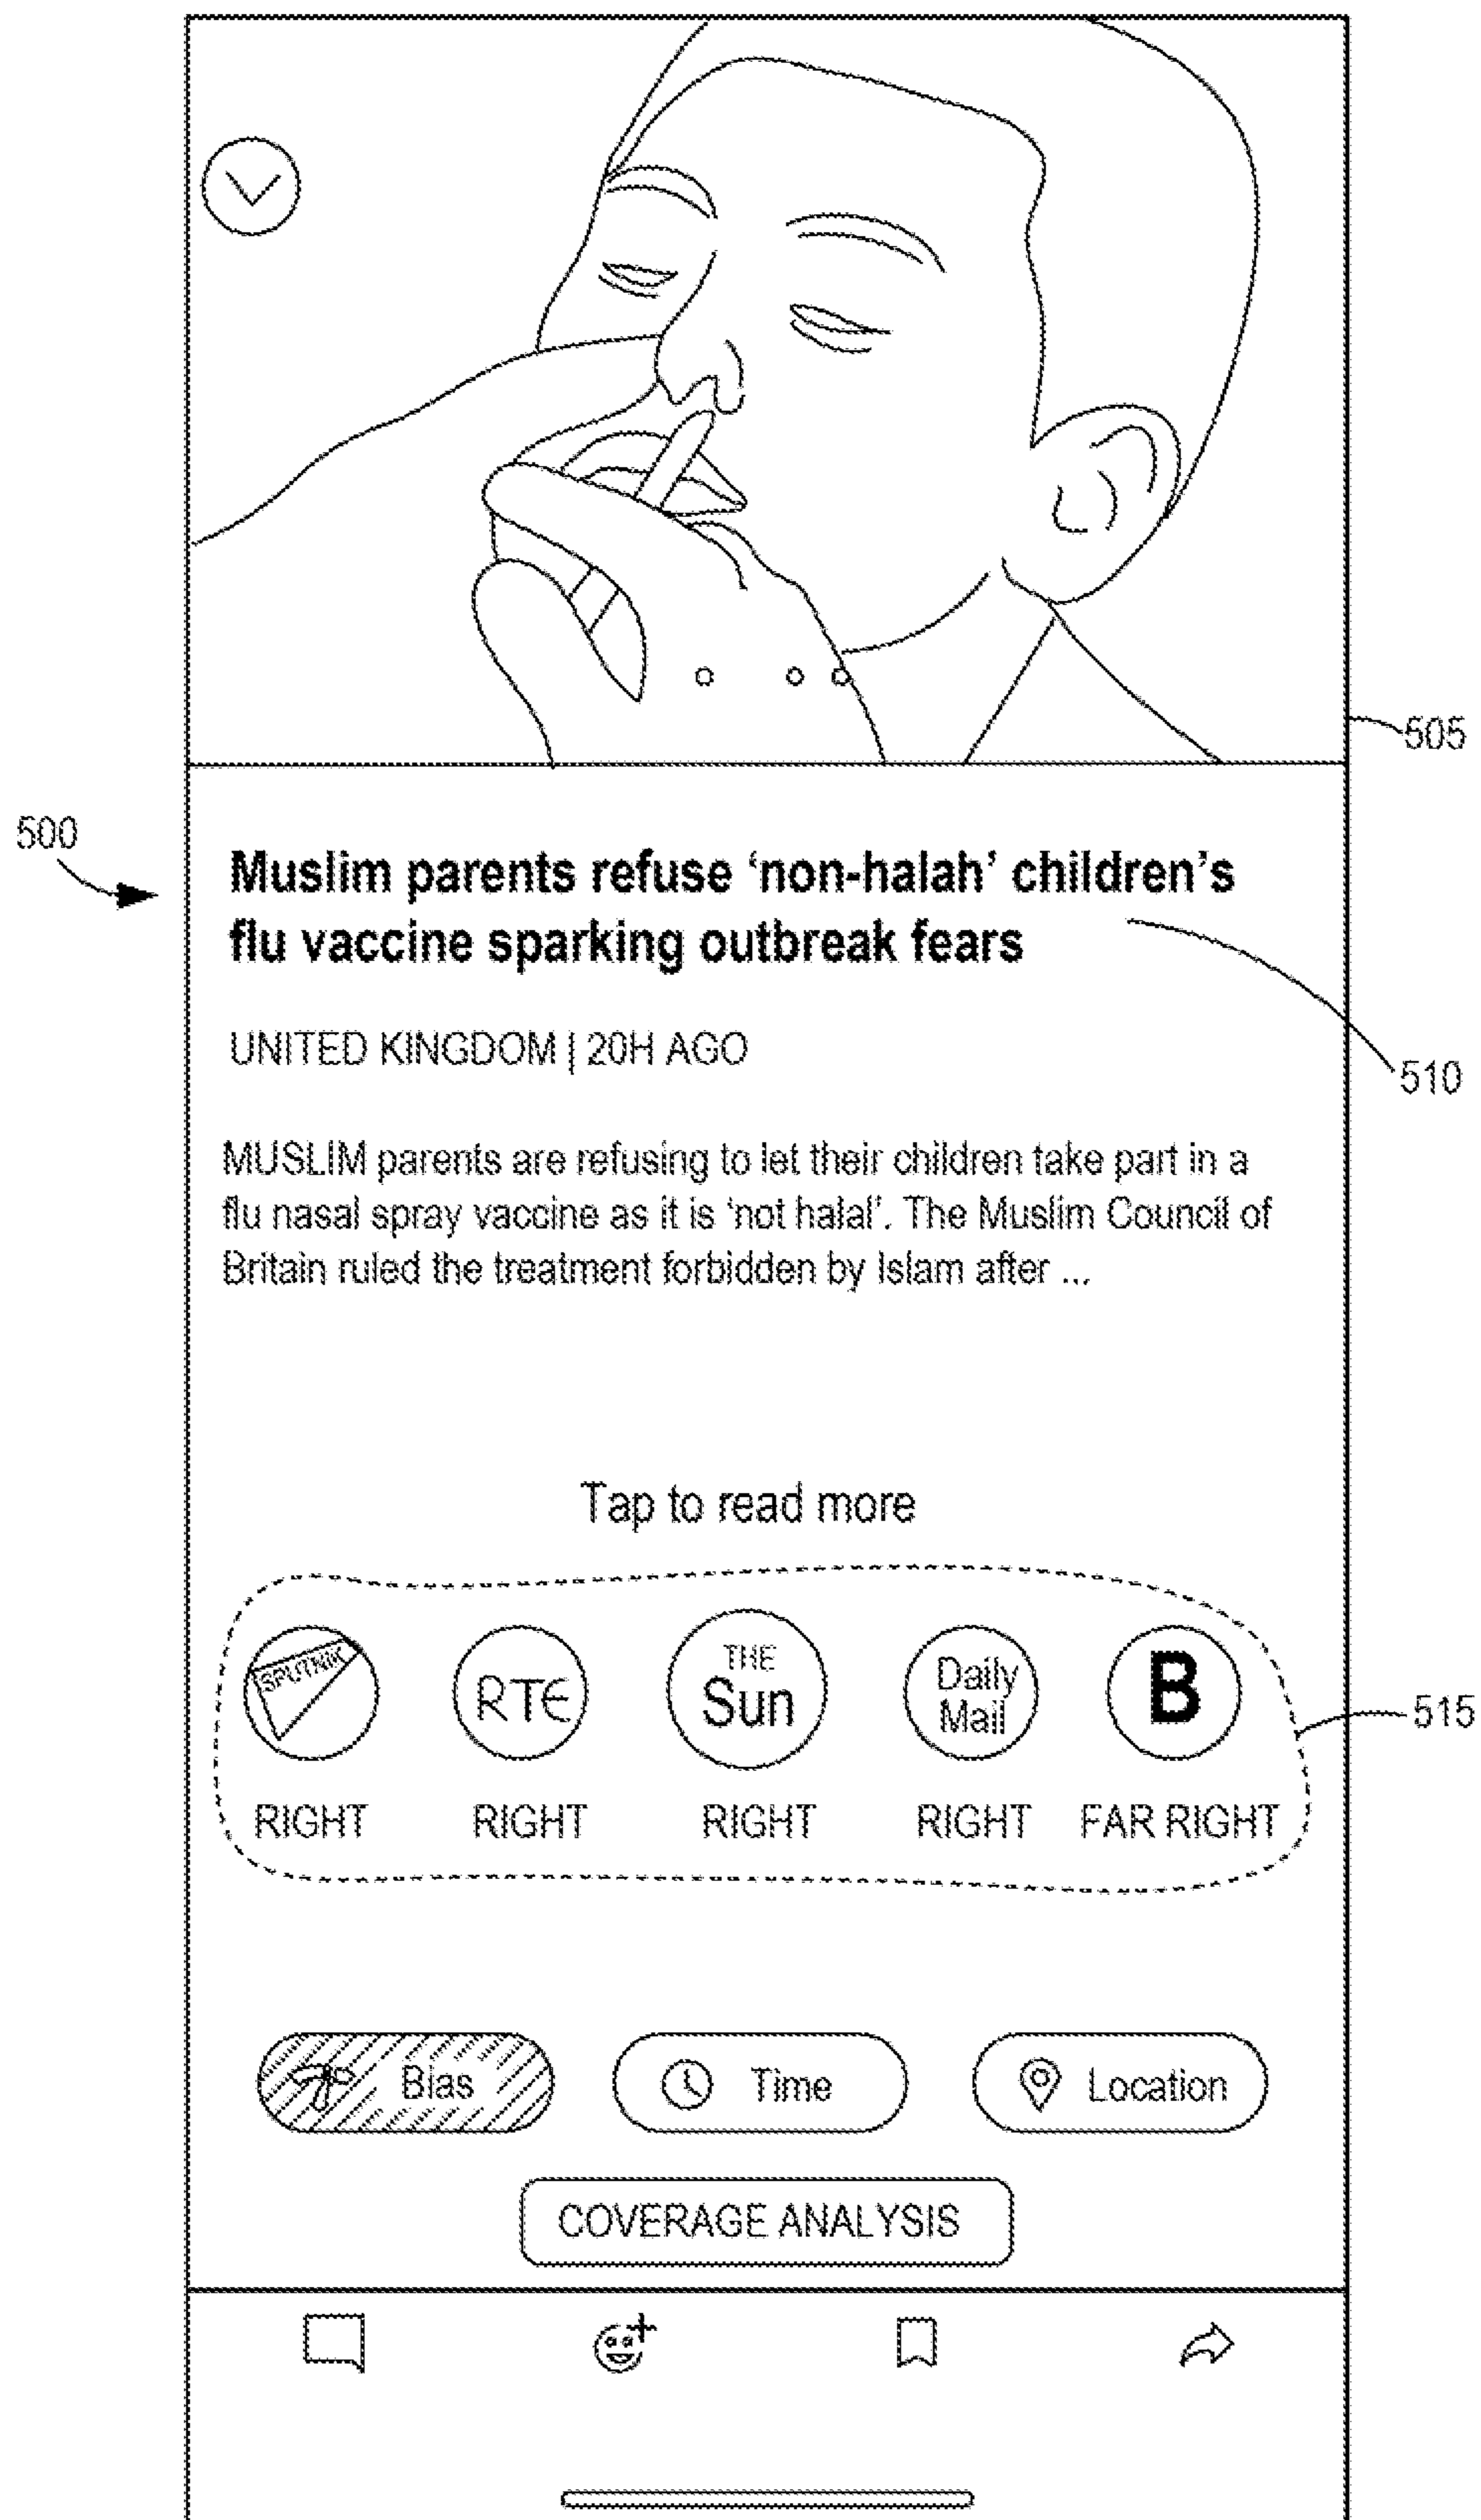 505
500
Muslim parents refuse ‘non-halah’ children’s
flu vaccine sparking outbreak fears
UNITED KINGDOM | 20H AGO
510
MUSLIM parents are refusing to let their children take part in a
flu nasal spray vaccine as it is ‘not halal’. The Muslim Council of
Britain ruled the treatment forbidden by Islam after ...
Tap to read more
SPUTNIK
RTE
THE
Sun
Daily
Mail
B
515
RIGHT RIGHT RIGHT RIGHT FAR RIGHT
Bias Time Location
COVERAGE ANALYSIS